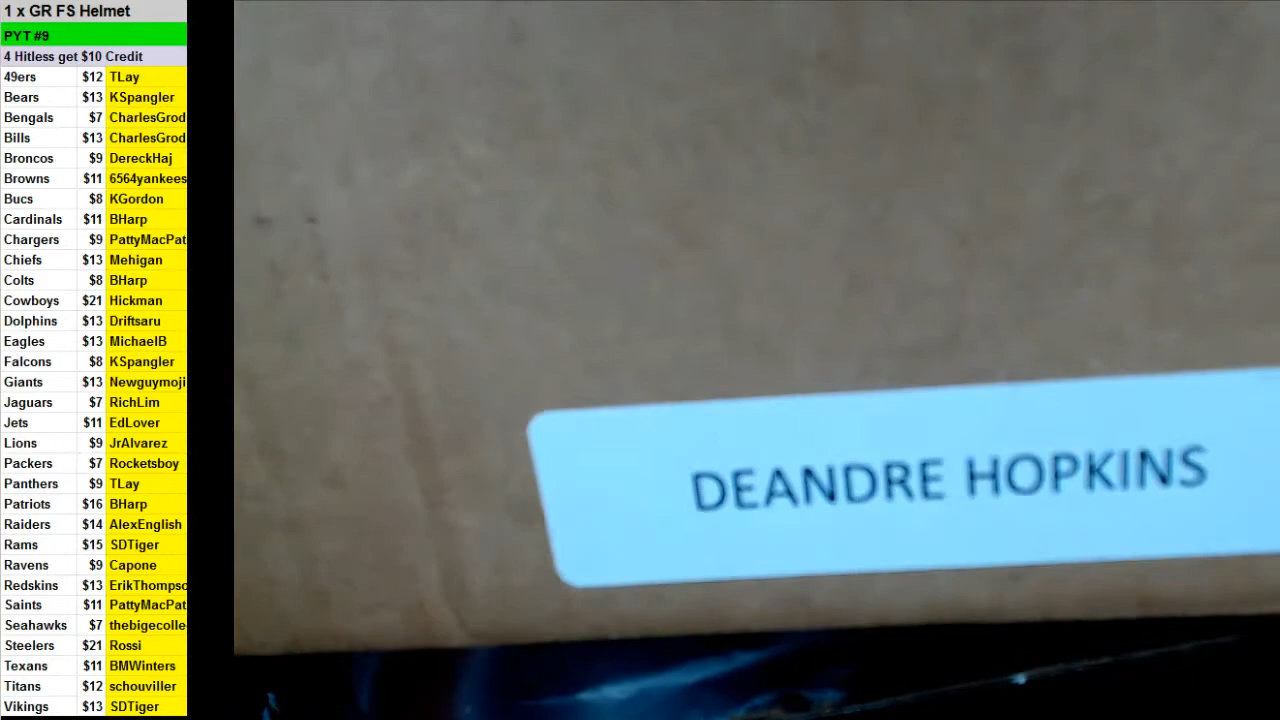 1 x GR FS Helmet
PYT #9
4 Hitless get $10 Credit
49ers $12 TLay
Bears $13 KSpangler
Bengals $7 CharlesGrod
Bills $13 CharlesGrod
Broncos $9 DereckHaj
Browns $11 6564yankees
Bucs $8 KGordon
Cardinals $11 BHarp
Chargers $9 PattyMacPat
Chiefs $13 Mehigan
Colts $8 BHarp
Cowboys $21 Hickman
Dolphins $13 Driftsaru
Eagles $13 MichaelB
Falcons $8 KSpangler
Giants $13 Newguymoji
Jaguars $7 RichLim
Jets $11 EdLover
Lions $9 JrAlvarez
Packers $7 Rocketsboy
Panthers $9 TLay
Patriots $16 BHarp
Raiders $14 AlexEnglish
Rams $15 SDTiger
Ravens $9 Capone
Redskins $13 ErikThompso
Saints $11 PattyMacPat
Seahawks $7 thebigecolle
Steelers $21 Rossi
Texans $11 BMWinters
Titans $12 schouviller
Vikings $13 SDTiger
DEANDRE HOPKINS